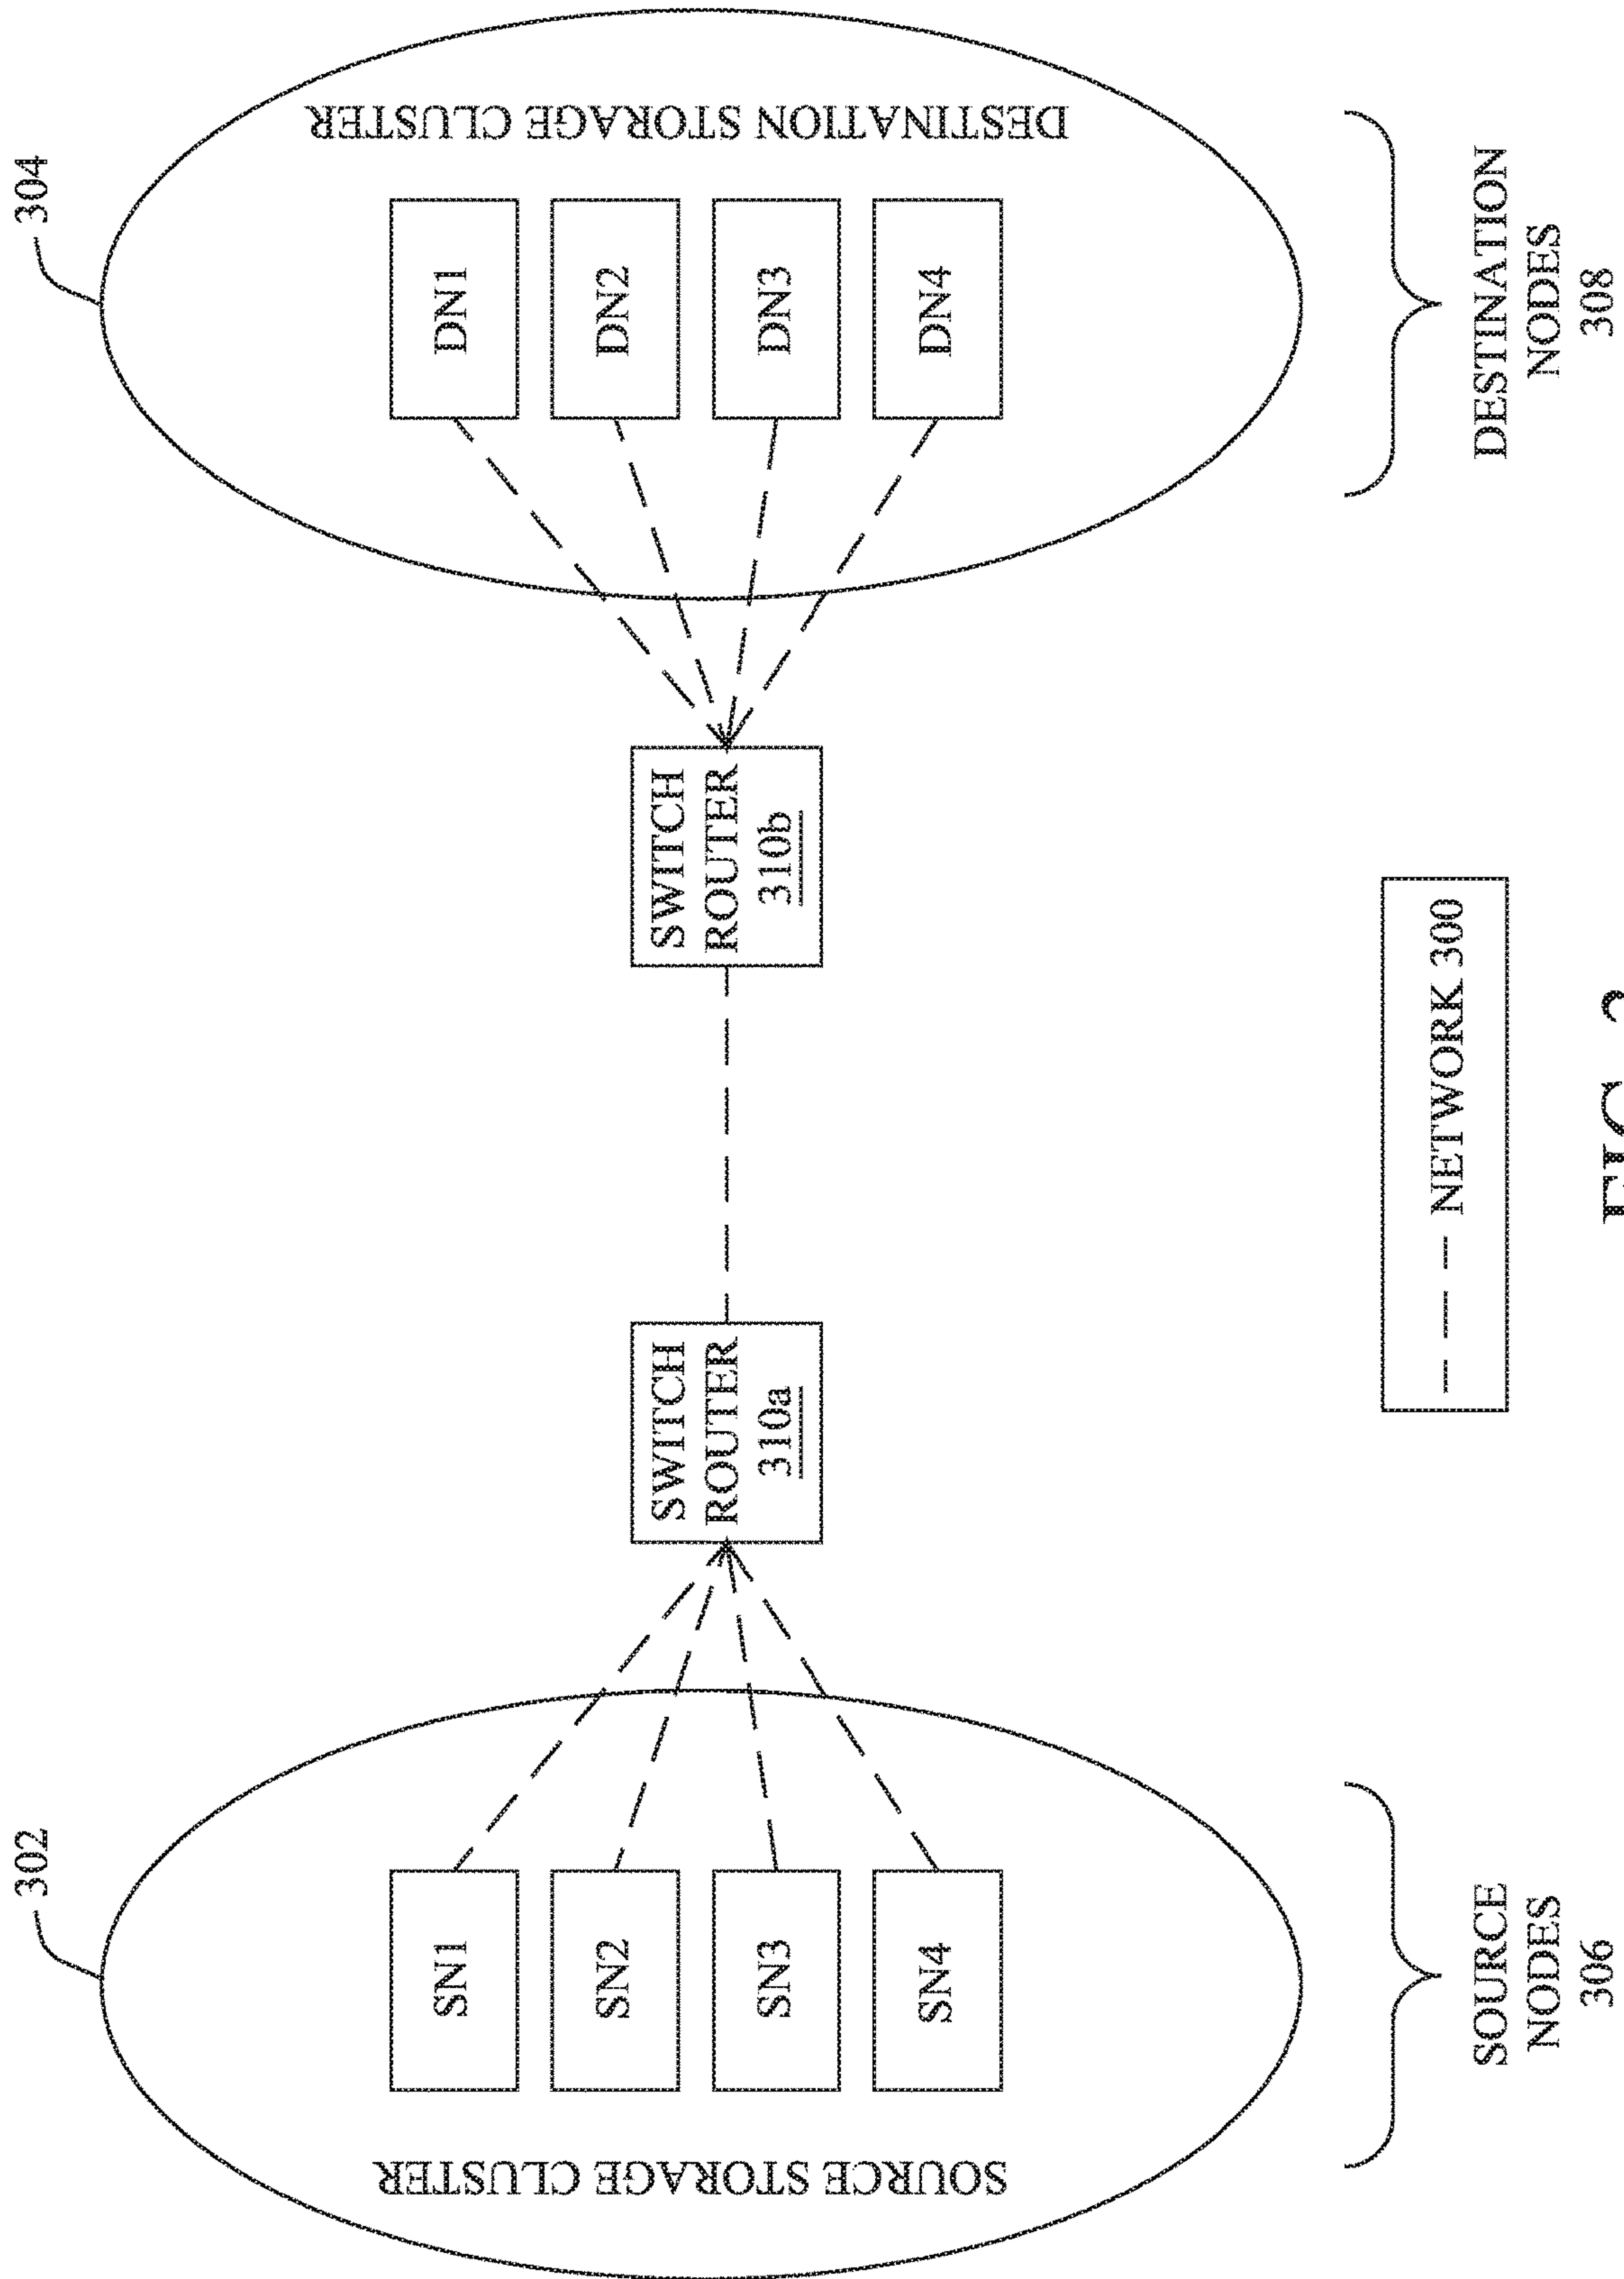 302
304
SOURCE STORAGE CLUSTER
SN1
SN2
SN3
SN4
SWITCH
ROUTER
310a
SWITCH
ROUTER
310b
DN1
DN2
DN3
DN4
DESTINATION STORAGE CLUSTER
SOURCE
NODES
306
NETWORK 300
DESTINATION
NODES
308